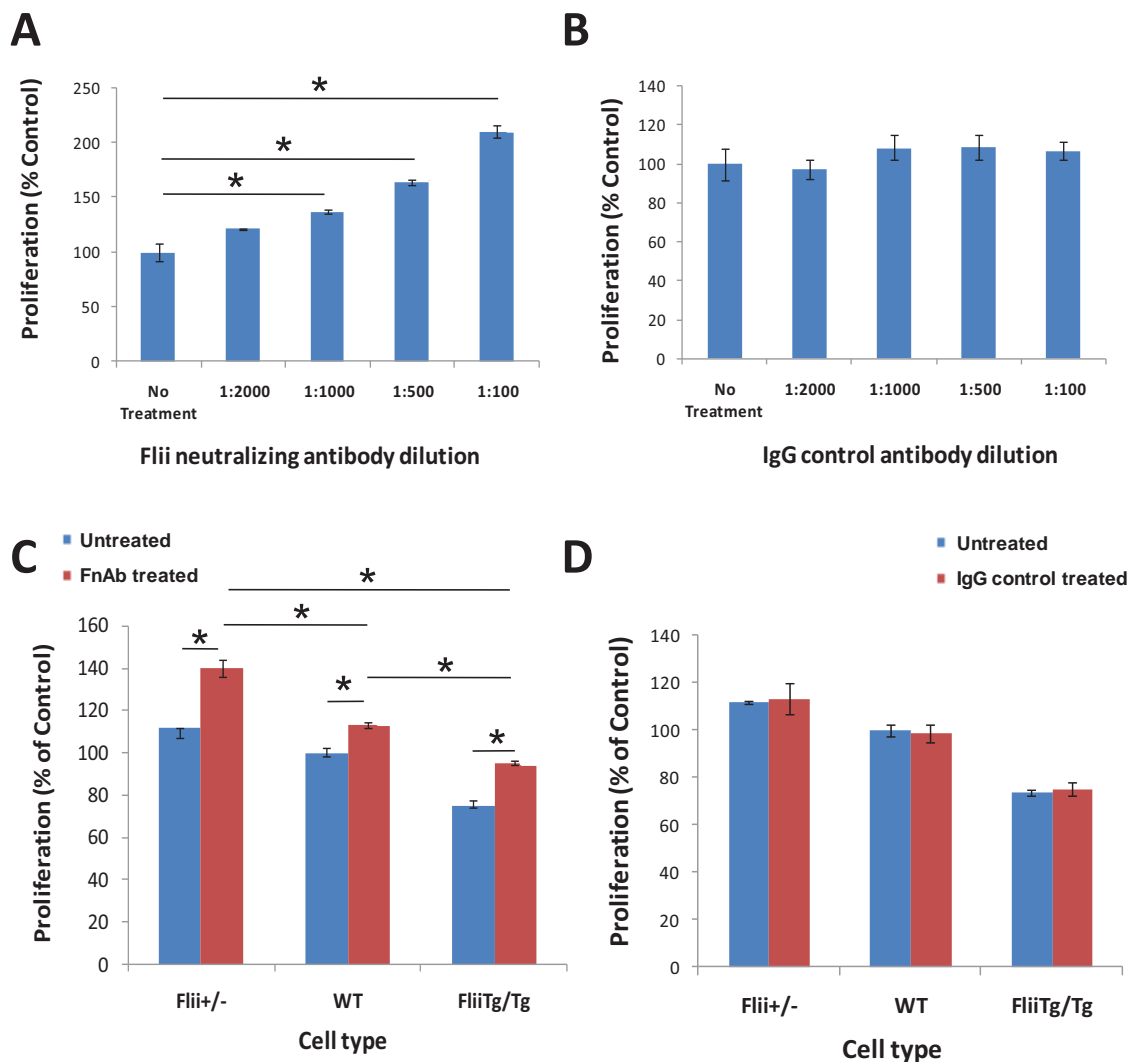 A
Proliferation (% Control)
250
200
150
100
50
0
*
*
*
No Treatment
1:2000
1:1000
1:500
1:100
Flii neutralizing antibody dilution
B
Proliferation (% Control)
140
120
100
80
60
40
20
0
No Treatment
1:2000
1:1000
1:500
1:100
IgG control antibody dilution
C
Untreated
FnAb treated
Proliferation (% of Control)
160
140
120
100
80
60
40
20
0
*
*
*
*
*
*
Flii+/-
WT
FliiTg/Tg
Cell type
D
Untreated
IgG control treated
Proliferation (% of Control)
140
120
100
80
60
40
20
0
Flii+/-
WT
FliiTg/Tg
Cell type